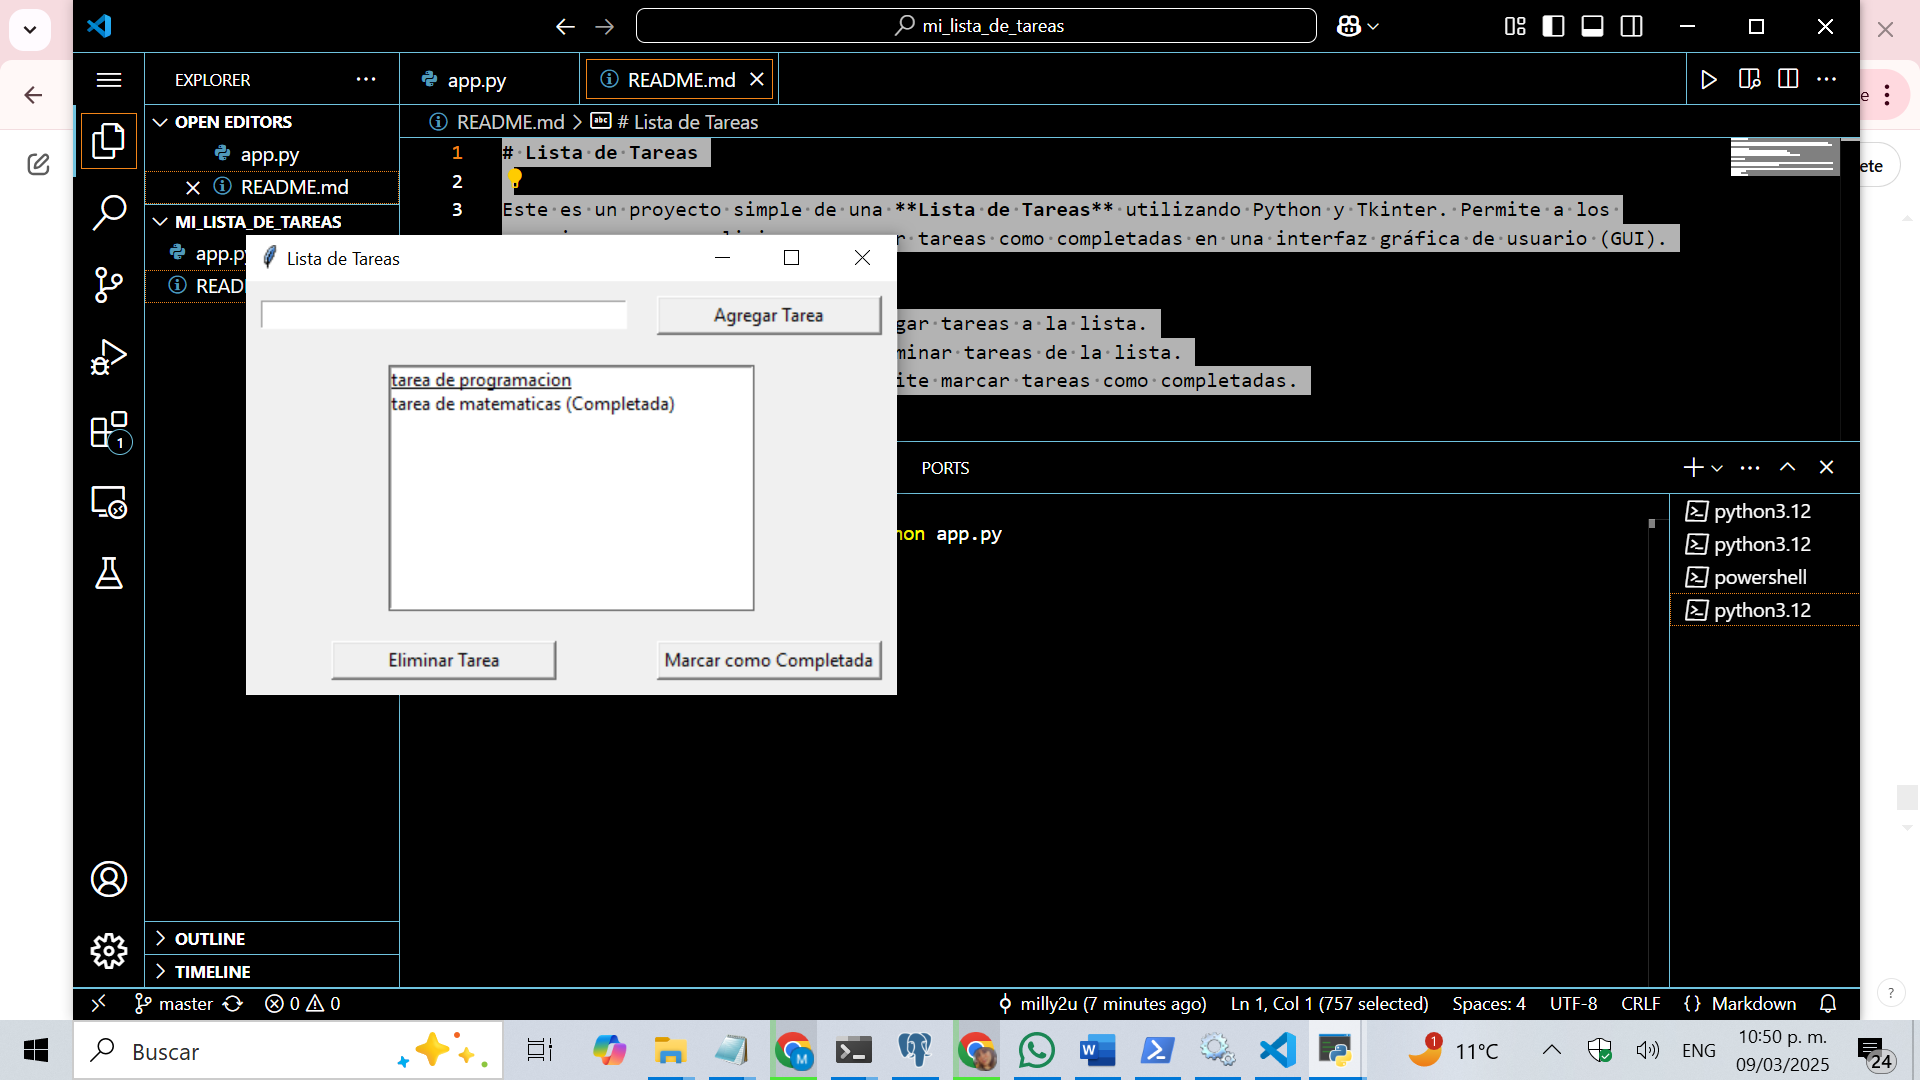 mi_lista_de_tareas
EXPLORER
app.py
README.md
OPEN EDITORS
app.py
README.md
MI_LISTA_DE_TAREAS
app.py
READ
README.md > # Lista de Tareas
1 # Lista de Tareas
2
3 Este es un proyecto simple de una **Lista de Tareas** utilizando Python y Tkinter. Permite a los
tareas como completadas en una interfaz gráfica de usuario (GUI).
gar tareas a la lista.
minar tareas de la lista.
ite marcar tareas como completadas.
Lista de Tareas
Agregar Tarea
tarea de programacion
tarea de matematicas (Completada)
Eliminar Tarea
Marcar como Completada
PORTS
non app.py
python3.12
python3.12
powershell
python3.12
1
OUTLINE
TIMELINE
master
0 0
milly2u (7 minutes ago)
Ln 1, Col 1 (757 selected)
Spaces: 4
UTF-8
CRLF
{} Markdown
e
ete
?
Buscar
M
1
11°C
ENG
10:50 p. m.
09/03/2025
24